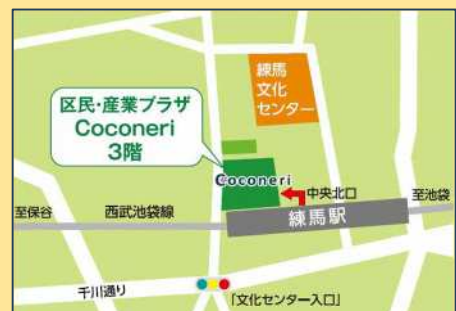 練馬
文化
センター
区民・産業プラザ
Coconeri
3階
Coconeri
中央北口
至保谷
西武池袋線
練馬駅
至池袋
千川通り
「文化センター入口」